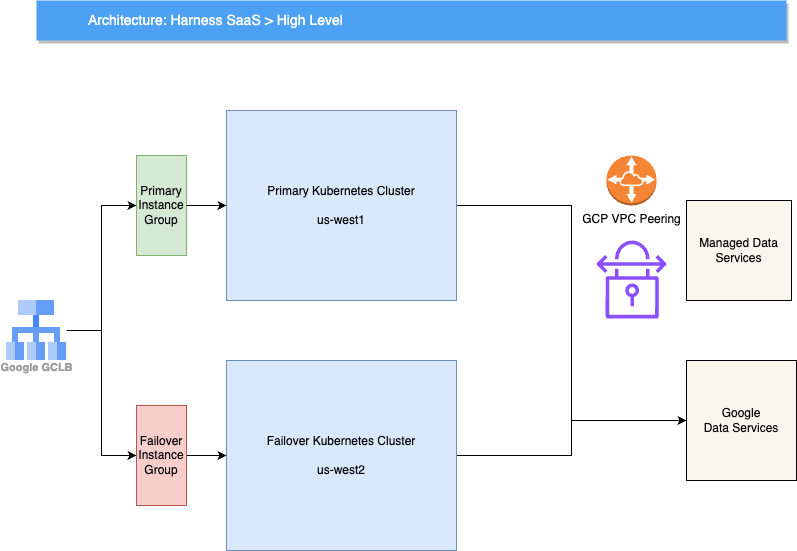 Architecture: Harness SaaS > High Level
Primary
Instance
Group
Primary Kubernetes Cluster
us-west1
GCP VPC Peering
Managed Data
Services
Google GCLB
Failover
Instance
Group
Failover Kubernetes Cluster
us-west2
Google
Data Services